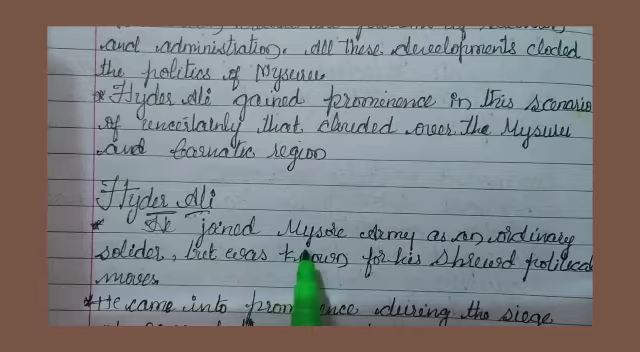 and administration. All these developments clouded
the politics of Mysuru.
* Hyder Ali gained prominence in this scenario
of uncertainly that clouded over the Mysuru
and Carnatic region
Hyder Ali
* He joined Mysore Army as an ordinary
solider, but was known for his Shrewd political
moves.
* He came into during the siege